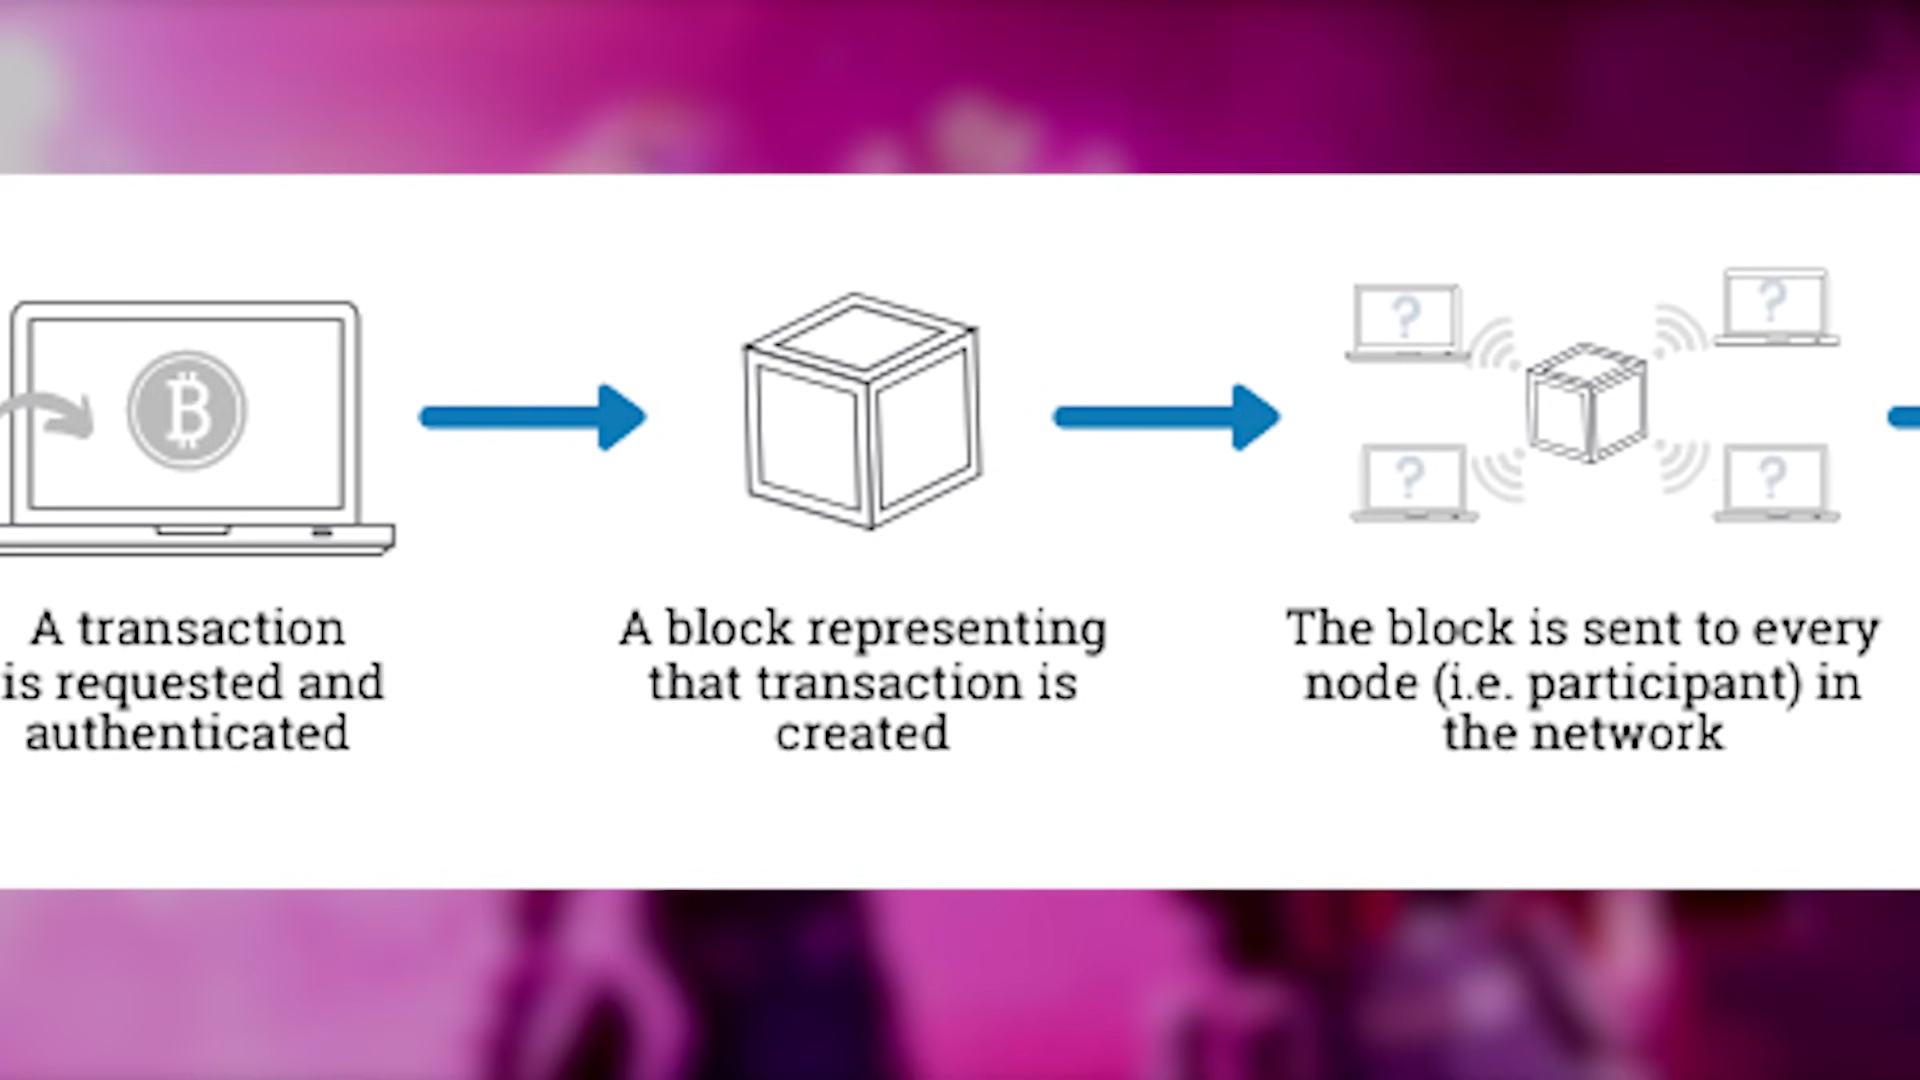 A transaction
is requested and
authenticated
A block representing
that transaction is
created
The block is sent to every
node (i.e. participant) in
the network
?
?
?
?